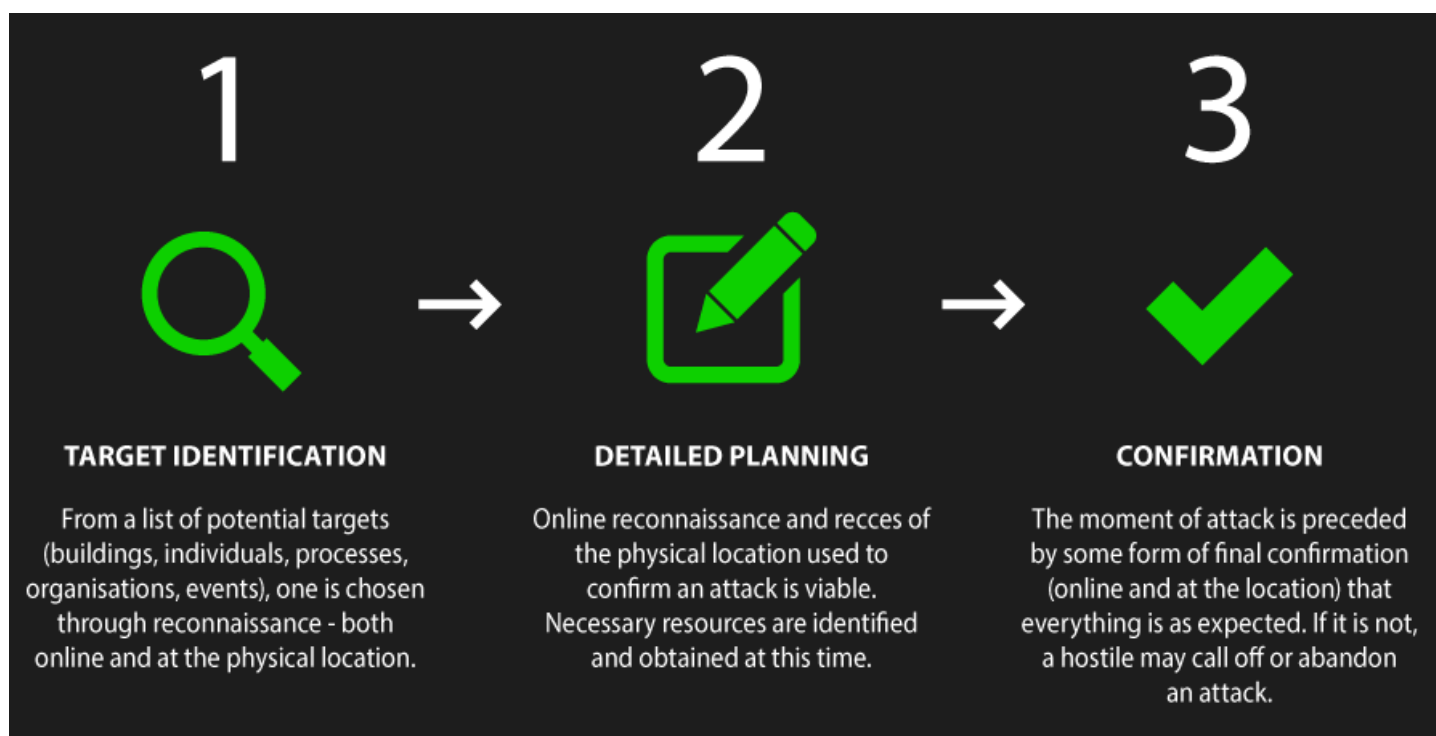 1
2
3
TARGET IDENTIFICATION
From a list of potential targets
(buildings, individuals, processes,
organisations, events), one is chosen
through reconnaissance - both
online and at the physical location.
DETAILED PLANNING
Online reconnaissance and recces of
the physical location used to
confirm an attack is viable.
Necessary resources are identified
and obtained at this time.
CONFIRMATION
The moment of attack is preceded
by some form of final confirmation
(online and at the location) that
everything is as expected. If it is not,
a hostile may call off or abandon
an attack.